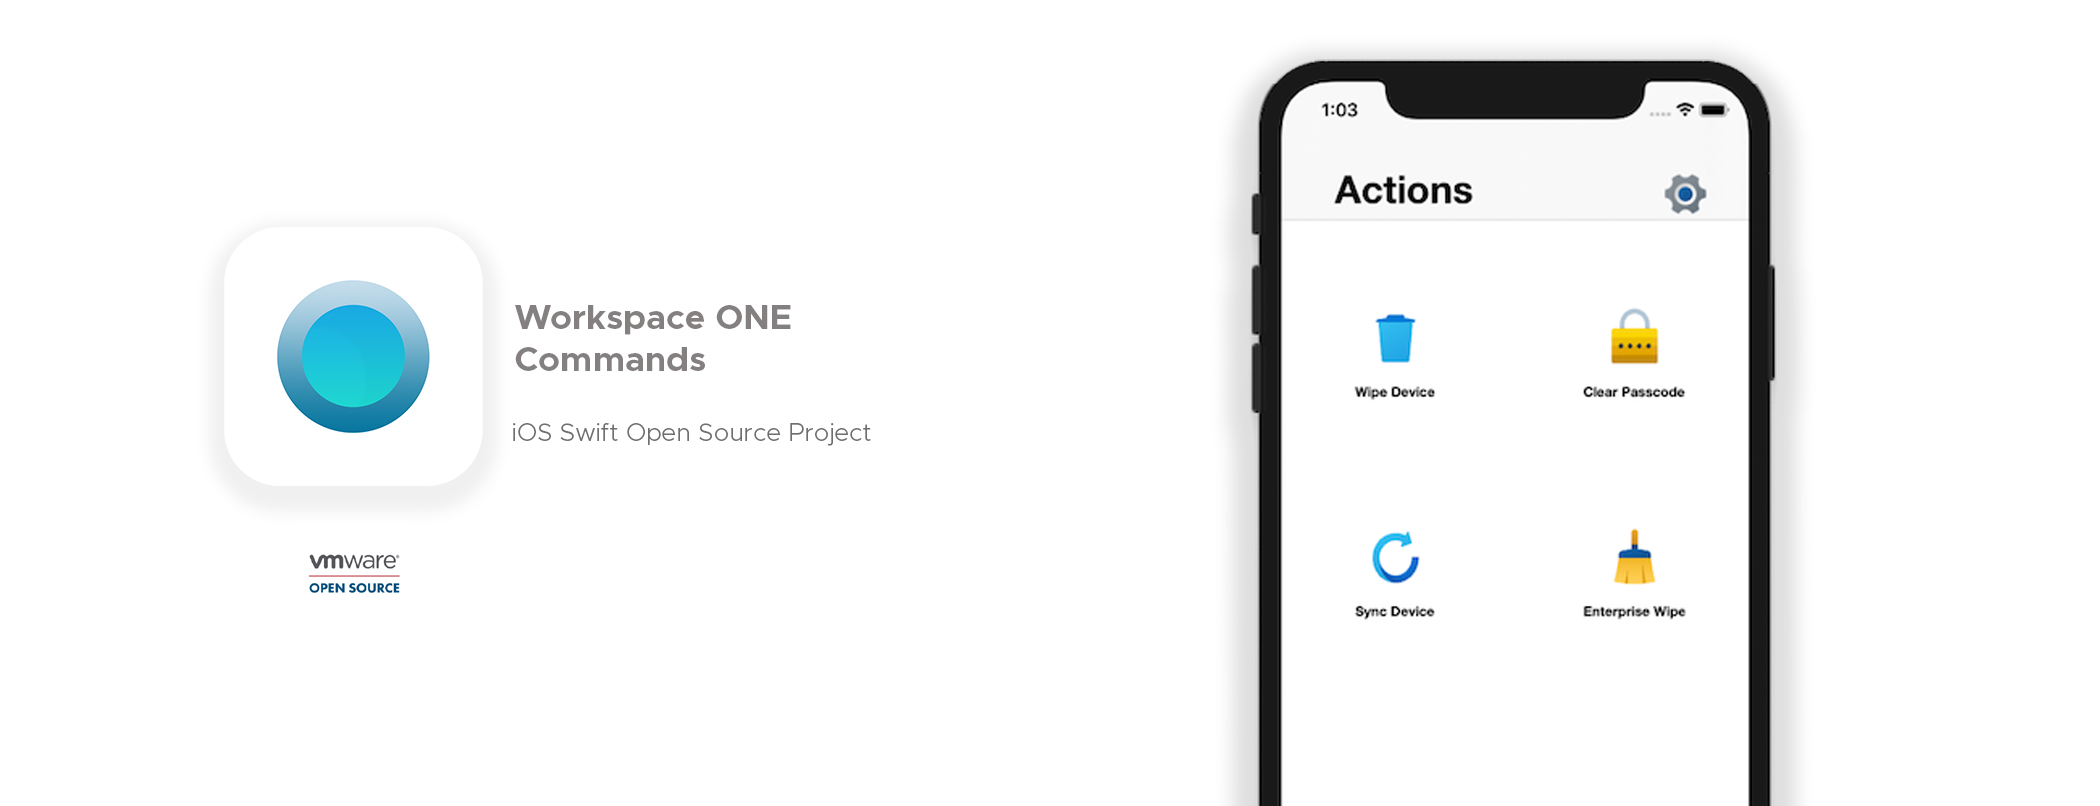 Workspace ONE
Commands
iOS Swift Open Source Project
vmware®
OPEN SOURCE
1:03
Actions
Wipe Device
Clear Passcode
Sync Device
Enterprise Wipe